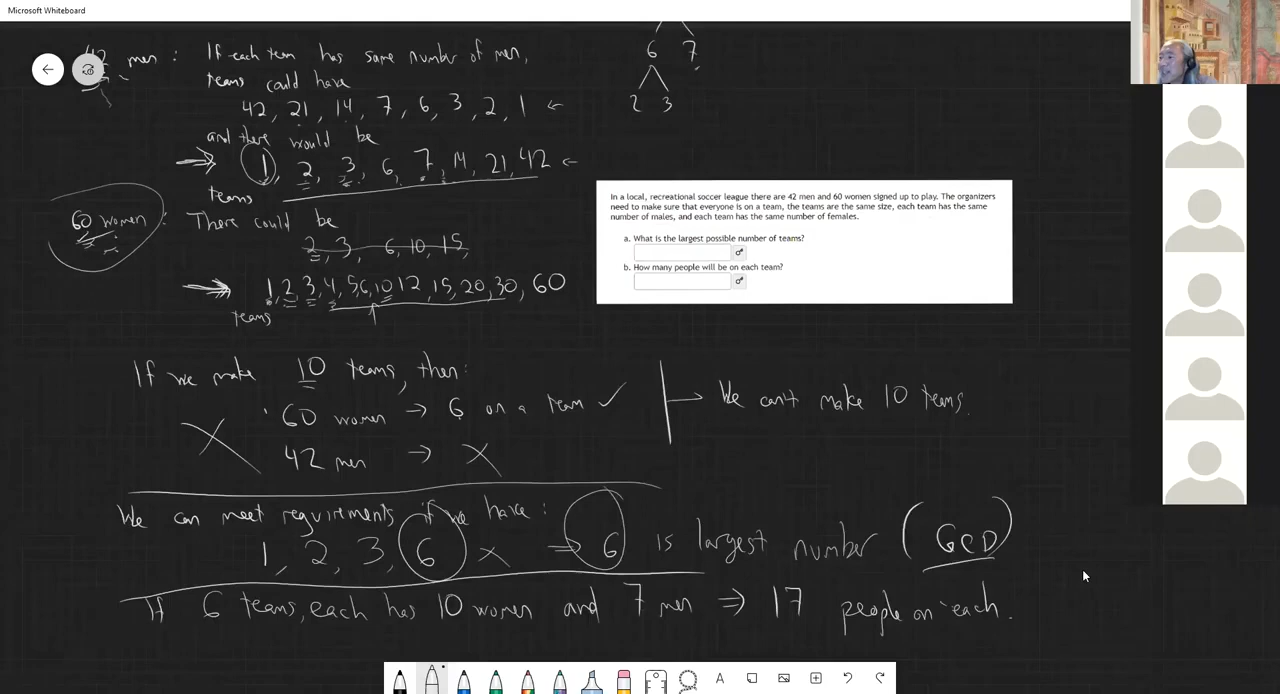 Microsoft Whiteboard
6 7
42 men : If each team has same number of men,
teams could have
2 3
42, 21, 14, 7, 6, 3, 2, 1 ←
and there would be
→ 1, 2, 3, 6, 7, 14, 21, 42 ←
teams
60 women : There could be
2, 3, 6, 10, 15,
→ 1, 2, 3, 4, 5, 6, 10, 12, 15, 20, 30, 60
teams
In a local, recreational soccer league there are 42 men and 60 women signed up to play. The organizers
need to make sure that everyone is on a team, the teams are the same size, each team has the same
number of males, and each team has the same number of females.
a. What is the largest possible number of teams?
b. How many people will be on each team?
If we make 10 teams, then:
60 women → 6 on a team ✓
42 men → X
We can't make 10 teams.
We can meet requirements if we have:
1, 2, 3, 6 X ⇒ 6 is largest number (GCD)
If 6 teams, each has 10 women and 7 men ⇒ 17 people on each.
A